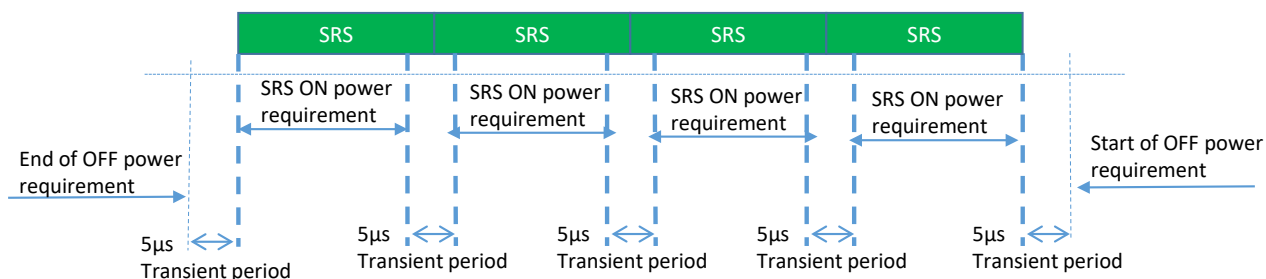 SRS SRS SRS SRS
SRS ON power
requirement
SRS ON power
requirement
SRS ON power
requirement
SRS ON power
requirement
End of OFF power
requirement
Start of OFF power
requirement
5µs
Transient period
5µs
Transient period
5µs
Transient period
5µs
Transient period
5µs
Transient period